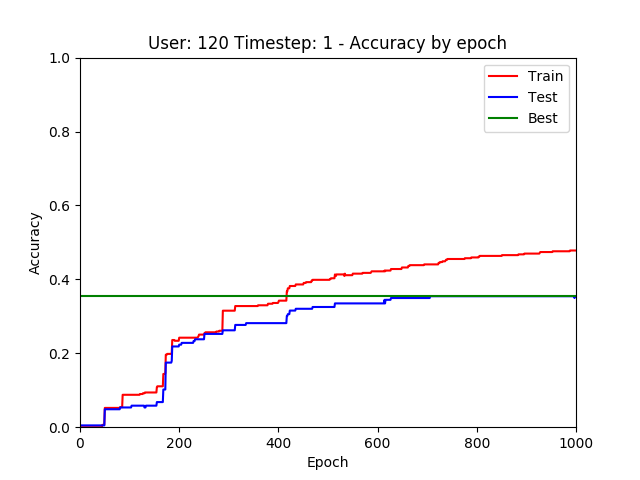 User: 120 Timestep: 1 - Accuracy by epoch
Train
Test
Best
1.0
0.8
0.6
0.4
0.2
0.0
Accuracy
0 200 400 600 800 1000
Epoch